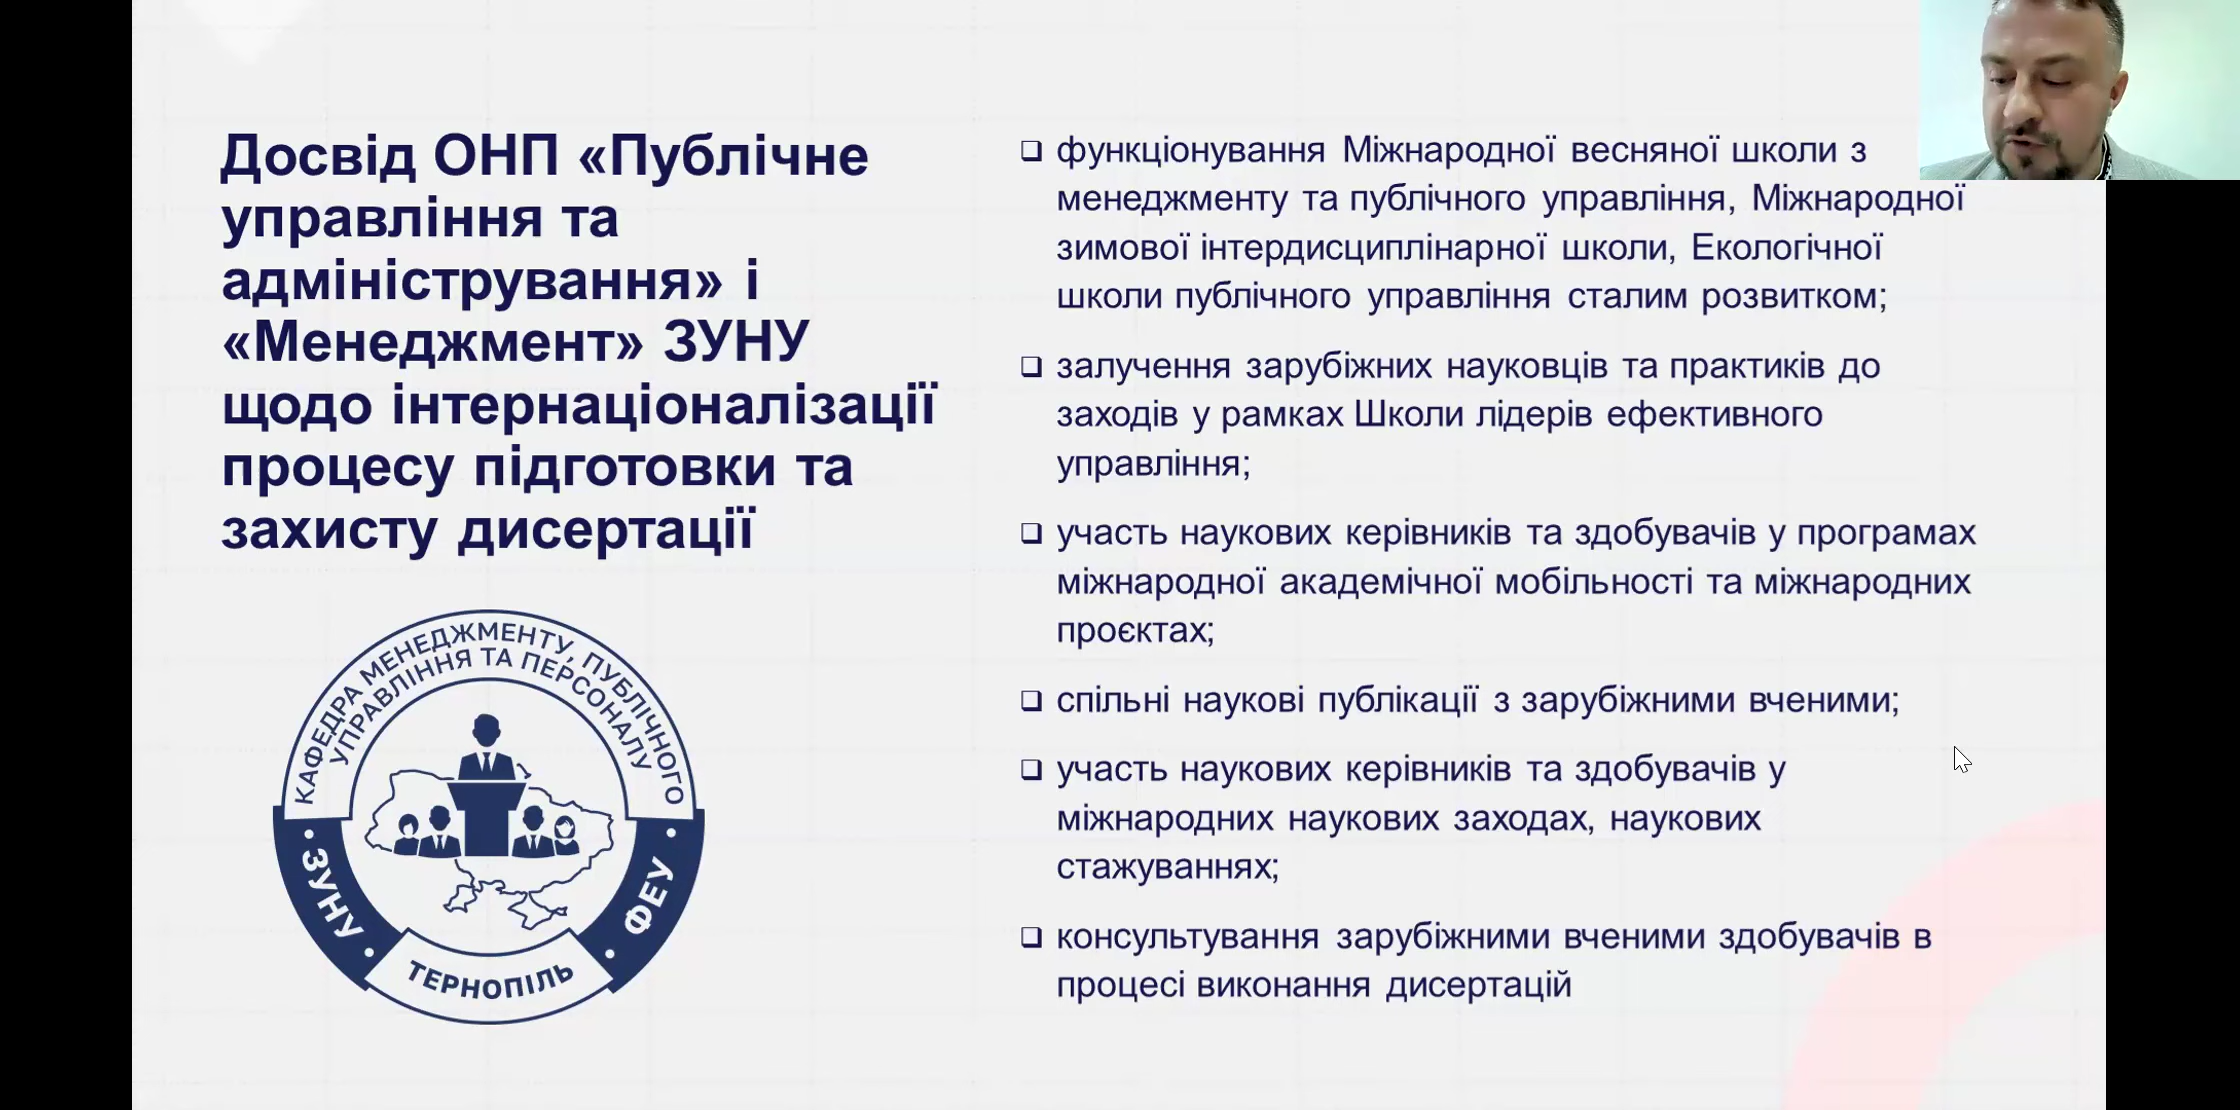 Досвід ОНП «Публічне
управління та
адміністрування» і
«Менеджмент» ЗУНУ
щодо інтернаціоналізації
процесу підготовки та
захисту дисертації
КАФЕДРА МЕНЕДЖМЕНТУ, ПУБЛІЧНОГО
УПРАВЛІННЯ ТА ПЕРСОНАЛУ
ЗУНУ
ТЕРНОПІЛЬ
ФЕУ
❑ функціонування Міжнародної весняної школи з
менеджменту та публічного управління, Міжнародної
зимової інтердисциплінарної школи, Екологічної
школи публічного управління сталим розвитком;
❑ залучення зарубіжних науковців та практиків до
заходів у рамках Школи лідерів ефективного
управління;
❑ участь наукових керівників та здобувачів у програмах
міжнародної академічної мобільності та міжнародних
проєктах;
❑ спільні наукові публікації з зарубіжними вченими;
❑ участь наукових керівників та здобувачів у
міжнародних наукових заходах, наукових
стажуваннях;
❑ консультування зарубіжними вченими здобувачів в
процесі виконання дисертацій